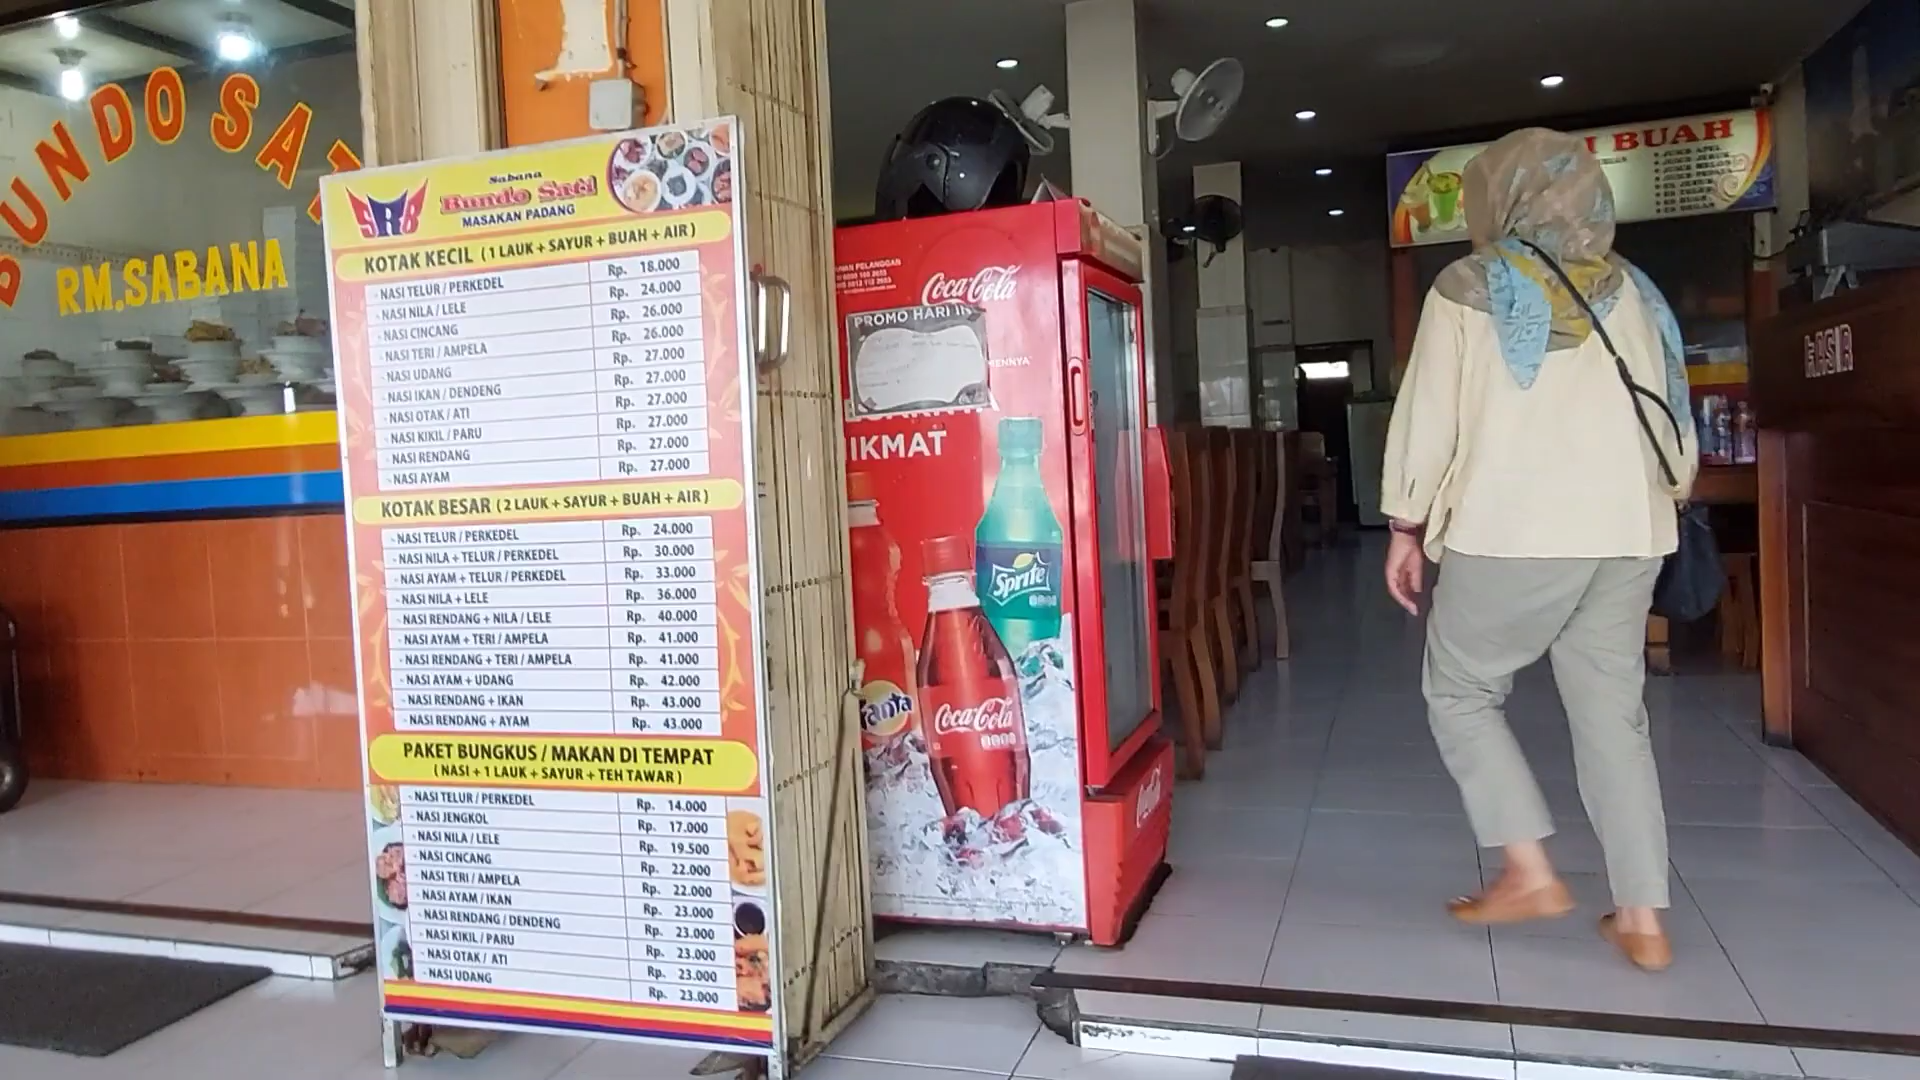 BUNDO SAT
RM.SABANA
SRB
Sabana
Bundo Sati
MASAKAN PADANG
KOTAK KECIL ( 1 LAUK + SAYUR + BUAH + AIR )
- NASI TELUR / PERKEDEL Rp. 18.000
- NASI NILA / LELE Rp. 24.000
- NASI CINCANG Rp. 26.000
- NASI TERI / AMPELA Rp. 26.000
- NASI UDANG Rp. 27.000
- NASI IKAN / DENDENG Rp. 27.000
- NASI OTAK / ATI Rp. 27.000
- NASI KIKIL / PARU Rp. 27.000
- NASI RENDANG Rp. 27.000
- NASI AYAM Rp. 27.000
KOTAK BESAR ( 2 LAUK + SAYUR + BUAH + AIR )
- NASI TELUR / PERKEDEL Rp. 24.000
- NASI NILA + TELUR / PERKEDEL Rp. 30.000
- NASI AYAM + TELUR / PERKEDEL Rp. 33.000
- NASI NILA + LELE Rp. 36.000
- NASI RENDANG + NILA / LELE Rp. 40.000
- NASI AYAM + TERI / AMPELA Rp. 41.000
- NASI RENDANG + TERI / AMPELA Rp. 41.000
- NASI AYAM + UDANG Rp. 42.000
- NASI RENDANG + IKAN Rp. 43.000
- NASI RENDANG + AYAM Rp. 43.000
PAKET BUNGKUS / MAKAN DI TEMPAT
( NASI + 1 LAUK + SAYUR + TEH TAWAR )
- NASI TELUR / PERKEDEL Rp. 14.000
- NASI JENGKOL Rp. 17.000
- NASI NILA / LELE Rp. 19.500
- NASI CINCANG Rp. 22.000
- NASI TERI / AMPELA Rp. 22.000
- NASI AYAM / IKAN Rp. 23.000
- NASI RENDANG / DENDENG Rp. 23.000
- NASI KIKIL / PARU Rp. 23.000
- NASI OTAK / ATI Rp. 23.000
- NASI UDANG Rp. 23.000
Coca-Cola
PROMO HARI IN
MENNYA"
IKMAT
Sprite
Fanta
Coca-Cola
Coca-Cola
I BUAH
JUICE APEL
JUICE JERUK
JUICE MELON
KASIR